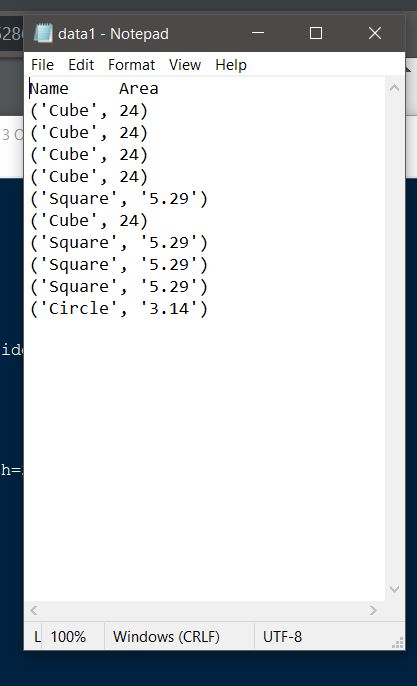 528
data1 - Notepad
File Edit Format View Help
Name Area
('Cube', 24)
('Cube', 24)
('Cube', 24)
('Cube', 24)
('Square', '5.29')
('Cube', 24)
('Square', '5.29')
('Square', '5.29')
('Square', '5.29')
('Circle', '3.14')
3 
id
h=
L 100% Windows (CRLF) UTF-8